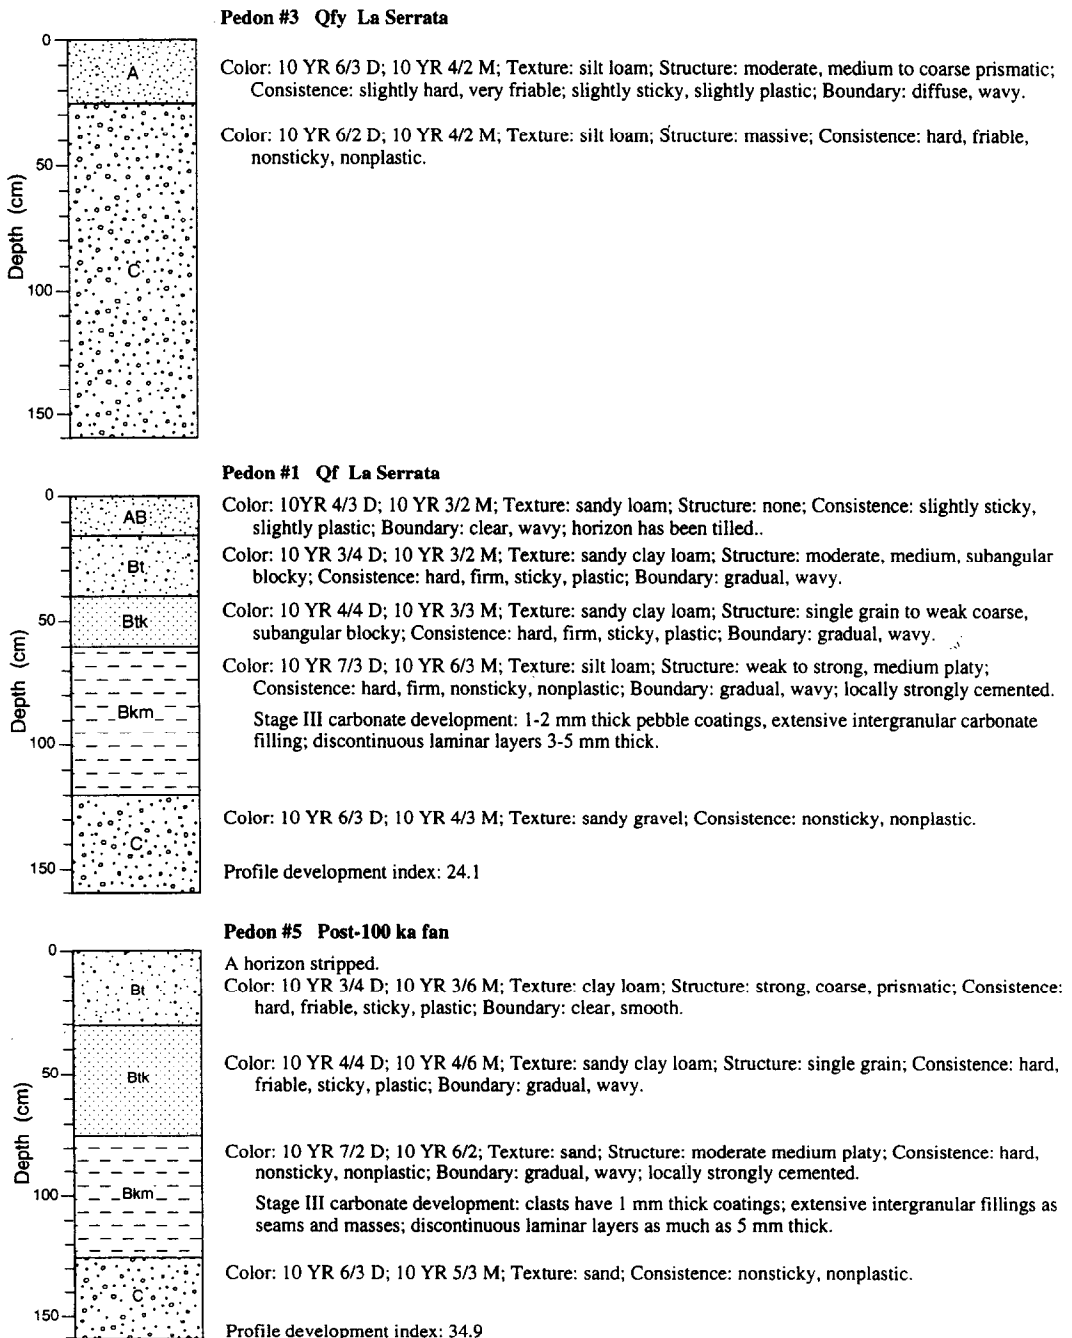 Pedon #3 Qfy La Serrata
0
A
Color: 10 YR 6/3 D; 10 YR 4/2 M; Texture: silt loam; Structure: moderate, medium to coarse prismatic;
Consistence: slightly hard, very friable; slightly sticky, slightly plastic; Boundary: diffuse, wavy.
Color: 10 YR 6/2 D; 10 YR 4/2 M; Texture: silt loam; Structure: massive; Consistence: hard, friable,
nonsticky, nonplastic.
50
Depth (cm)
C
100
150
Pedon #1 Qf La Serrata
0
AB
Color: 10YR 4/3 D; 10 YR 3/2 M; Texture: sandy loam; Structure: none; Consistence: slightly sticky,
slightly plastic; Boundary: clear, wavy; horizon has been tilled..
Bt
Color: 10 YR 3/4 D; 10 YR 3/2 M; Texture: sandy clay loam; Structure: moderate, medium, subangular
blocky; Consistence: hard, firm, sticky, plastic; Boundary: gradual, wavy.
50
Btk
Color: 10 YR 4/4 D; 10 YR 3/3 M; Texture: sandy clay loam; Structure: single grain to weak coarse,
subangular blocky; Consistence: hard, firm, sticky, plastic; Boundary: gradual, wavy.
Depth (cm)
Bkm
Color: 10 YR 7/3 D; 10 YR 6/3 M; Texture: silt loam; Structure: weak to strong, medium platy;
Consistence: hard, firm, nonsticky, nonplastic; Boundary: gradual, wavy; locally strongly cemented.
Stage III carbonate development: 1-2 mm thick pebble coatings, extensive intergranular carbonate
filling; discontinuous laminar layers 3-5 mm thick.
100
C
Color: 10 YR 6/3 D; 10 YR 4/3 M; Texture: sandy gravel; Consistence: nonsticky, nonplastic.
150
Profile development index: 24.1
Pedon #5 Post-100 ka fan
0
A horizon stripped.
Bt
Color: 10 YR 3/4 D; 10 YR 3/6 M; Texture: clay loam; Structure: strong, coarse, prismatic; Consistence:
hard, friable, sticky, plastic; Boundary: clear, smooth.
50
Btk
Color: 10 YR 4/4 D; 10 YR 4/6 M; Texture: sandy clay loam; Structure: single grain; Consistence: hard,
friable, sticky, plastic; Boundary: gradual, wavy.
Depth (cm)
Bkm
Color: 10 YR 7/2 D; 10 YR 6/2; Texture: sand; Structure: moderate medium platy; Consistence: hard,
nonsticky, nonplastic; Boundary: gradual, wavy; locally strongly cemented.
100
Stage III carbonate development: clasts have 1 mm thick coatings; extensive intergranular fillings as
seams and masses; discontinuous laminar layers as much as 5 mm thick.
C
Color: 10 YR 6/3 D; 10 YR 5/3 M; Texture: sand; Consistence: nonsticky, nonplastic.
150
Profile development index: 34.9